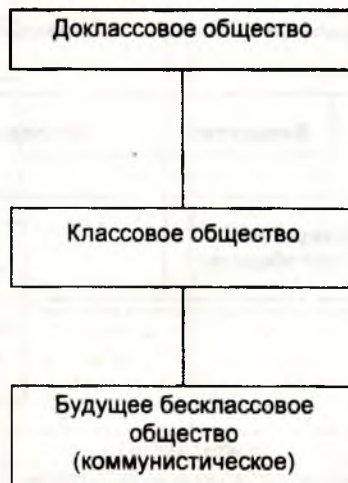 Доклассовое общество
Классовое общество
Будущее бесклассовое
общество
(коммунистическое)